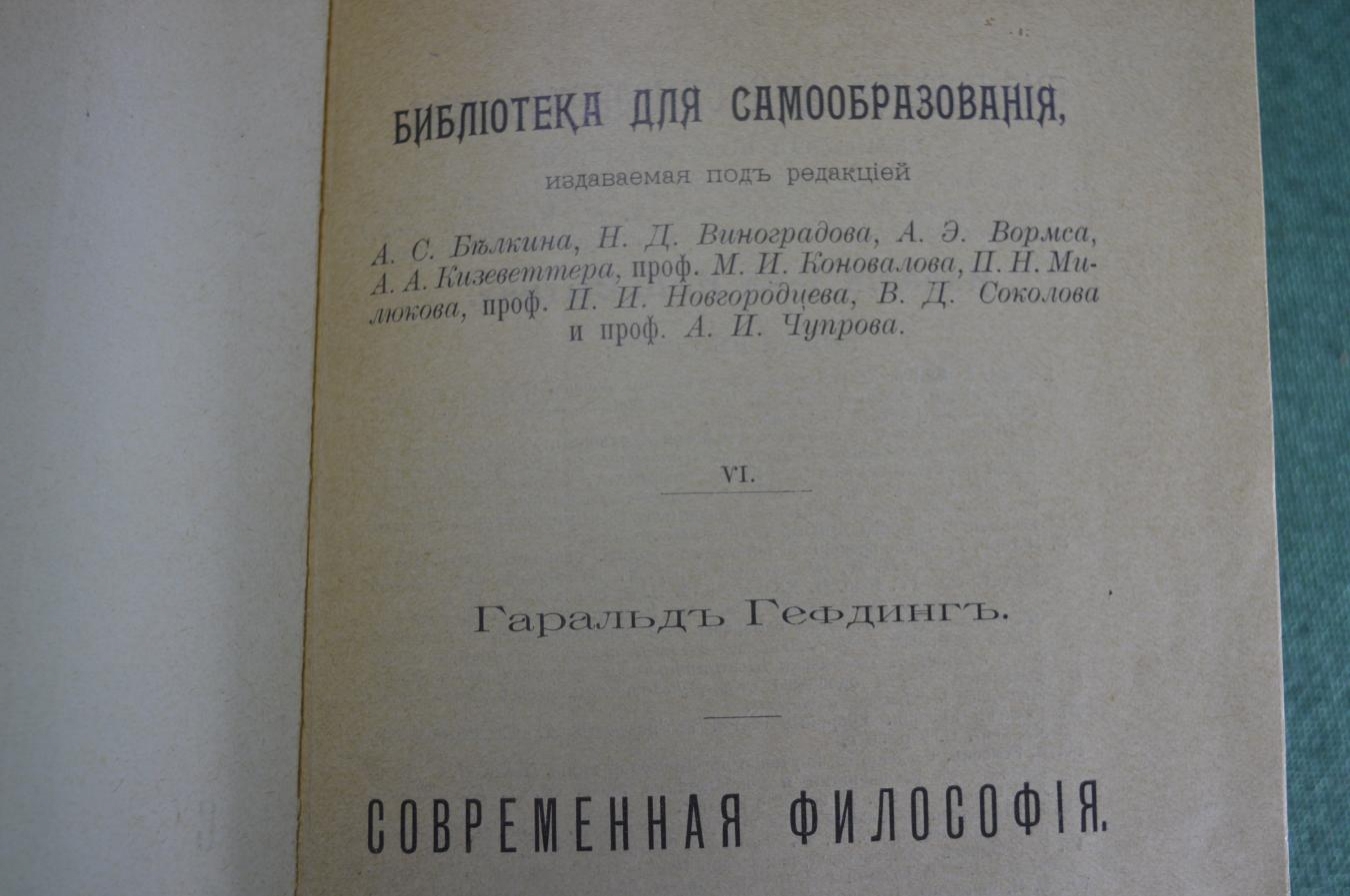 БИБЛІОТЕКА ДЛЯ САМООБРАЗОВАНІЯ,
издаваемая подъ редакціей
А. С. Бѣлкина, Н. Д. Виноградова, А. Э. Вормса,
А. А. Кизеветтера, проф. М. И. Коновалова, П. Н. Ми-
люкова, проф. П. И. Новгородцева, В. Д. Соколова
и проф. А. И. Чупрова.
VI.
Гаральдъ Гефдингъ.
СОВРЕМЕННАЯ ФИЛОСОФІЯ.